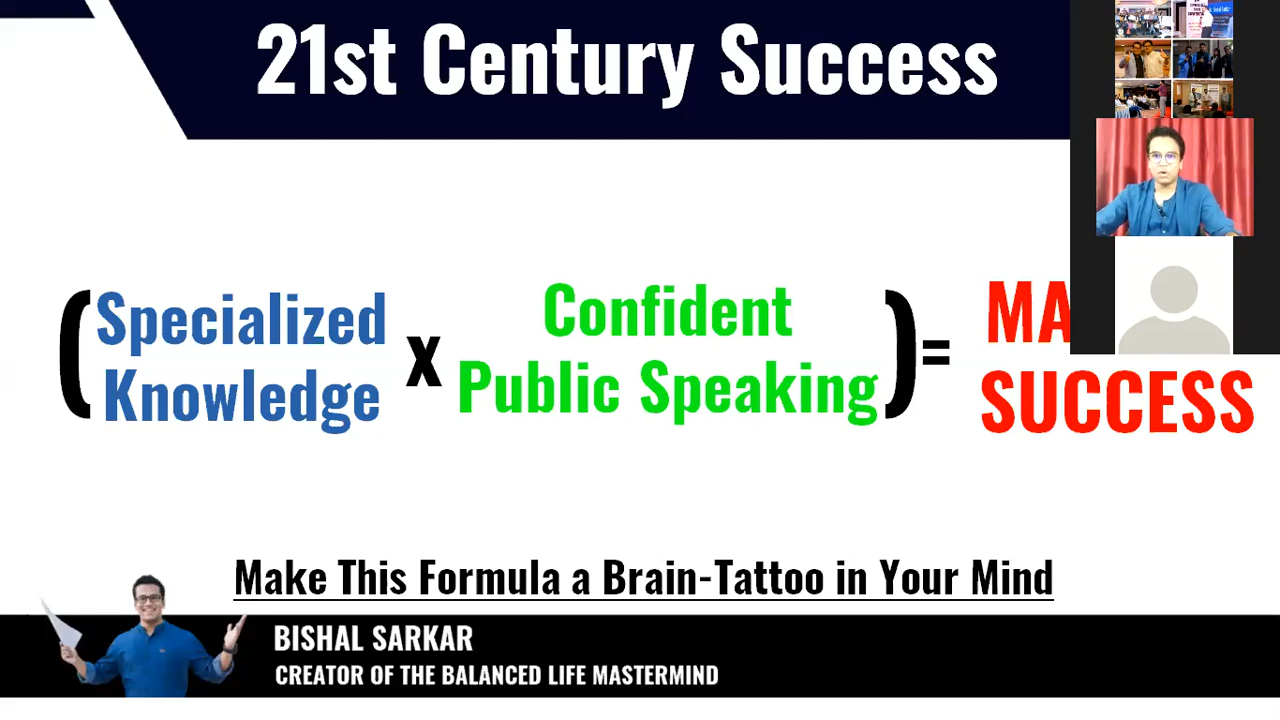 21st Century Success
(Specialized Knowledge x Confident Public Speaking) =
SUCCESS
Make This Formula a Brain-Tattoo in Your Mind
BISHAL SARKAR
CREATOR OF THE BALANCED LIFE MASTERMIND